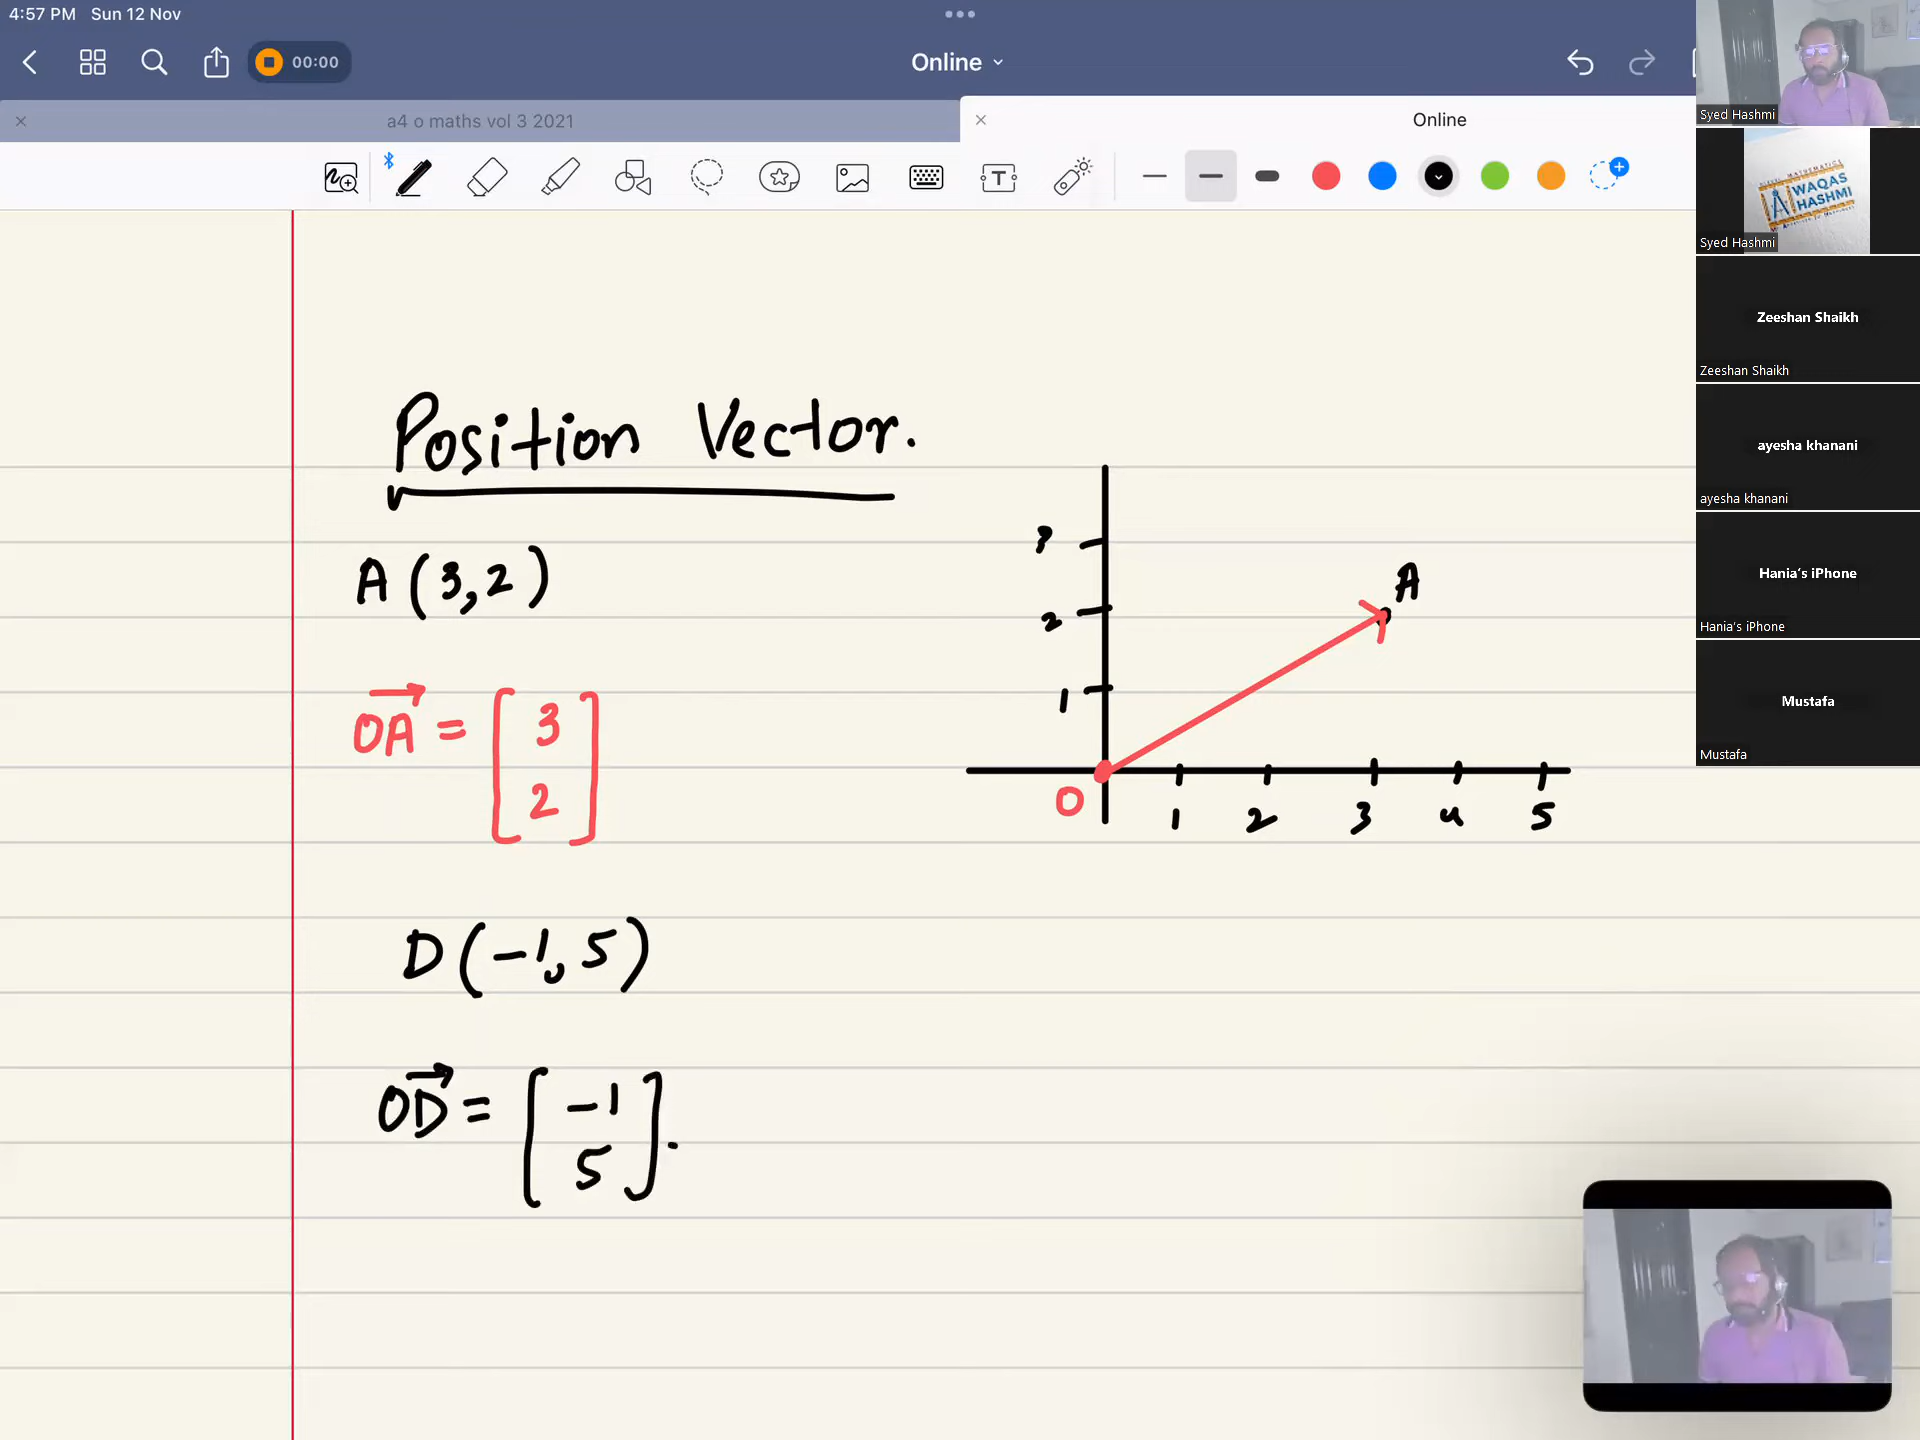 4:57 PM Sun 12 Nov
00:00
Online
a4 o maths vol 3 2021
Online
T
Syed Hashmi
WAQAS
HASHMI
Syed Hashmi
Zeeshan Shaikh
Zeeshan Shaikh
ayesha khanani
ayesha khanani
Hania's iPhone
Hania's iPhone
Mustafa
Mustafa
Position Vector.
A (3,2)
OA = [ 3
2 ]
D (-1, 5)
OD = [ -1
5 ].
3
2
1
A
O
1 2 3 4 5